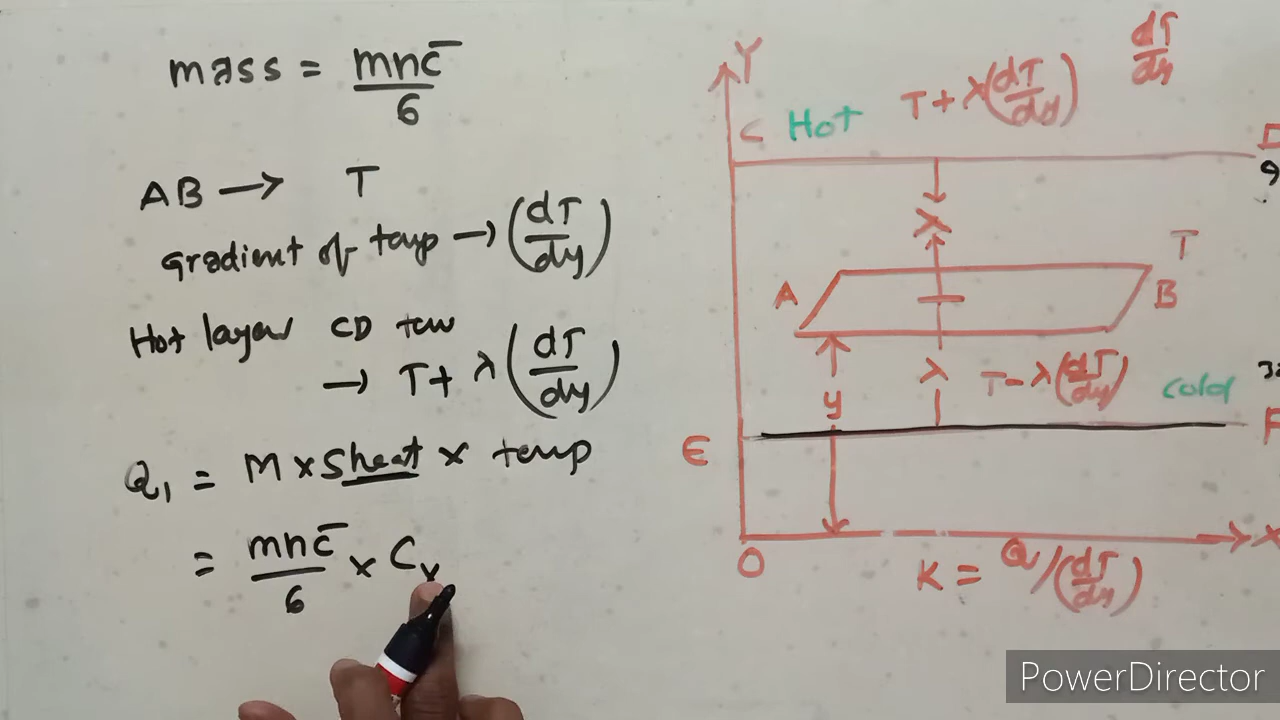 mass = mnc̄/6
AB → T
gradient of temp → (dT/dy)
Hot layer CD tem
→ T + λ(dT/dy)
Q₁ = M × Sheat × temp
= mnc̄/6 × Cv
dT/dy
Y
T + λ(dT/dy)
C Hot D
9
λ
T
A B
λ T - λ(dT/dy) cold
y
E F
O X
K = Q/(dT/dy)
PowerDirector